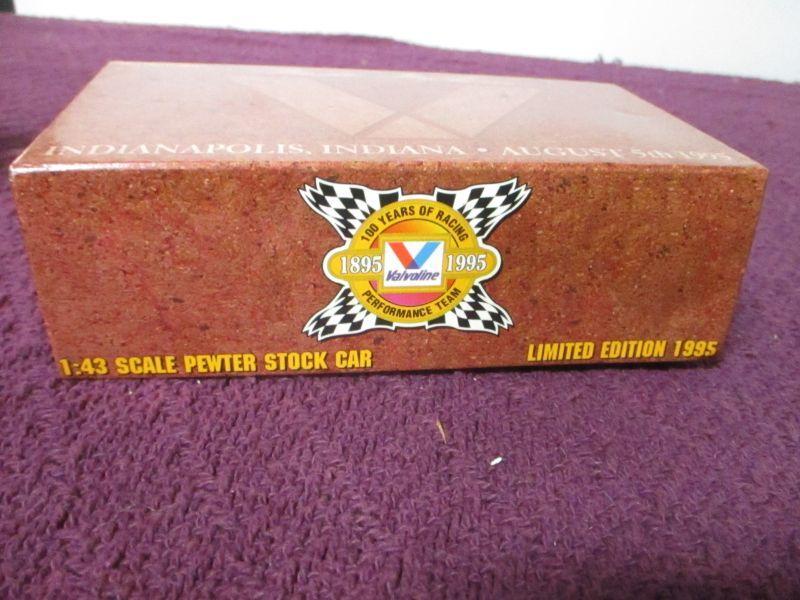 INDIANAPOLIS, INDIANA • AUGUST 5th 1995
100 YEARS OF RACING
1895 Valvoline 1995
PERFORMANCE TEAM
1:43 SCALE PEWTER STOCK CAR
LIMITED EDITION 1995